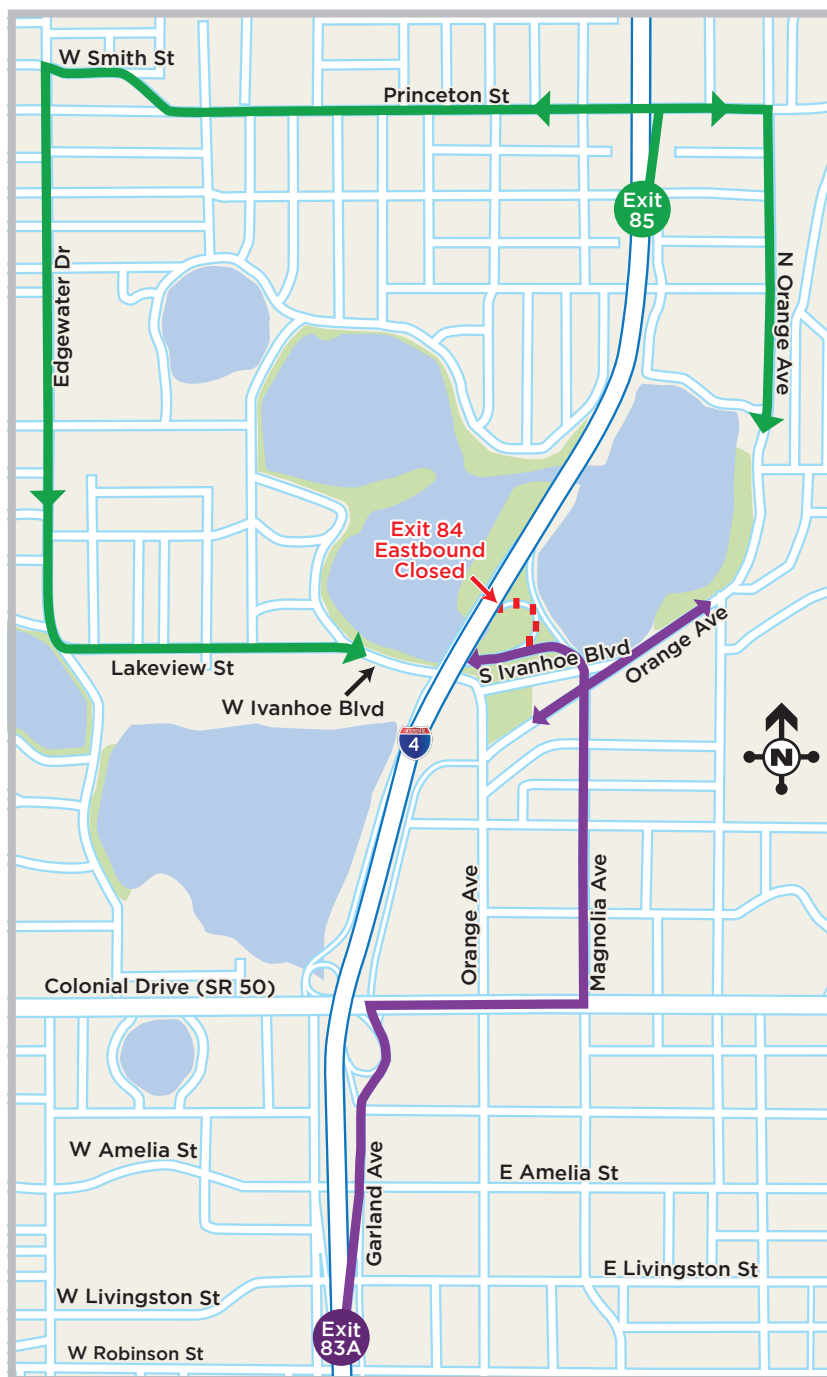 W Smith St
Princeton St
Exit
85
Edgewater Dr
N Orange Ave
Exit 84
Eastbound
Closed
S Ivanhoe Blvd
Orange Ave
Lakeview St
W Ivanhoe Blvd
INTERSTATE
4
N
Orange Ave
Magnolia Ave
Colonial Drive (SR 50)
W Amelia St
E Amelia St
Garland Ave
E Livingston St
W Livingston St
Exit
83A
W Robinson St